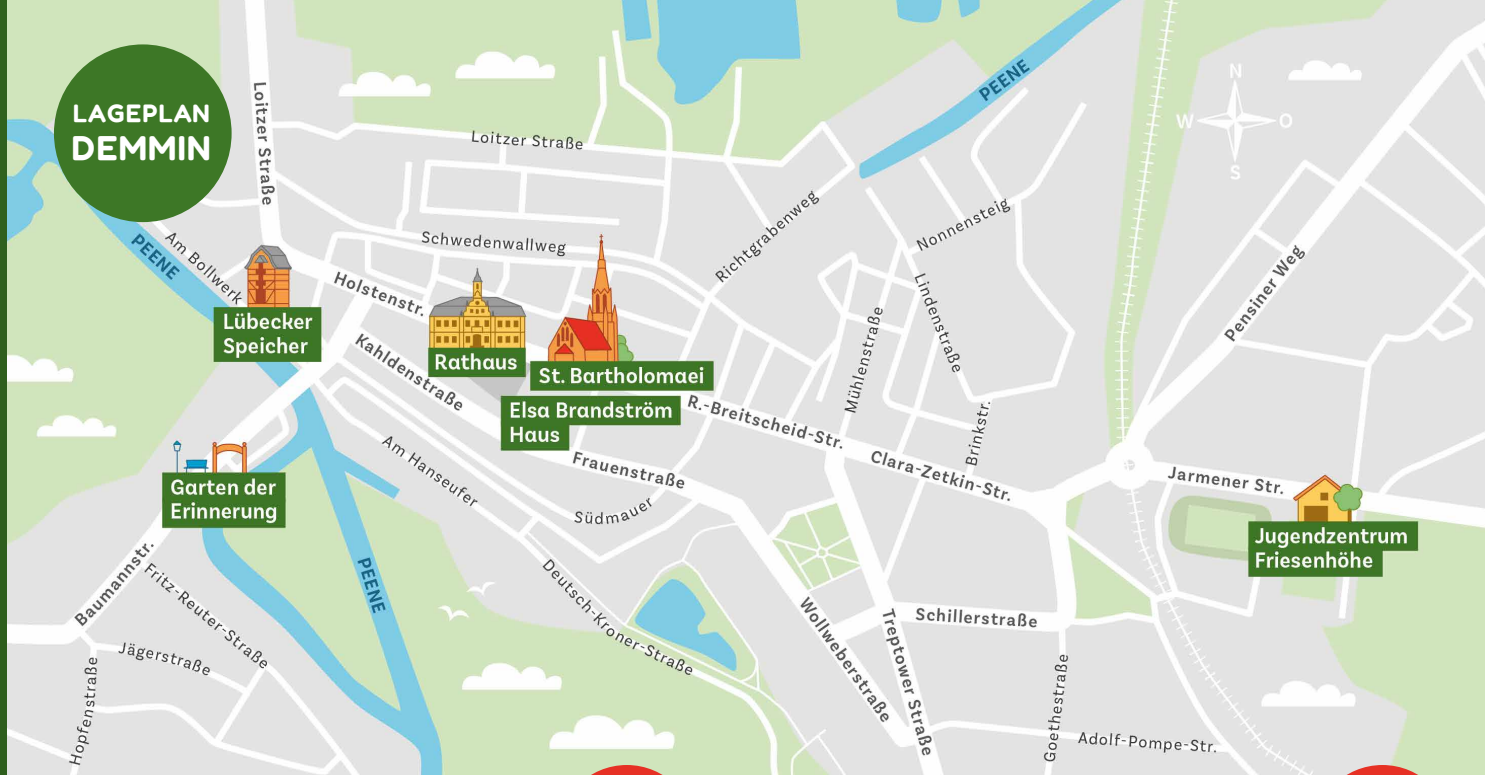 LAGEPLAN
DEMMIN
Loitzer Straße
Loitzer Straße
PEENE
N
W
O
S
PEENE
Am Bollwerk
Schwedenwallweg
Richtgrabenweg
Nonnensteig
Lindenstraße
Pensiner Weg
Holstenstr.
Lübecker
Speicher
Rathaus
St. Bartholomaei
Kahldenstraße
Mühlenstraße
Elsa Brandström
Haus
R.-Breitscheid-Str.
Brinkstr.
Clara-Zetkin-Str.
Jarmener Str.
Am Hanseufer
Frauenstraße
Südmauer
Garten der
Erinnerung
Jugendzentrum
Friesenhöhe
Baumannstr.
Fritz-Reuter-Straße
PEENE
Deutsch-Kroner-Straße
Wollweberstraße
Treptower Straße
Schillerstraße
Jägerstraße
Hopfenstraße
Goethestraße
Adolf-Pompe-Str.